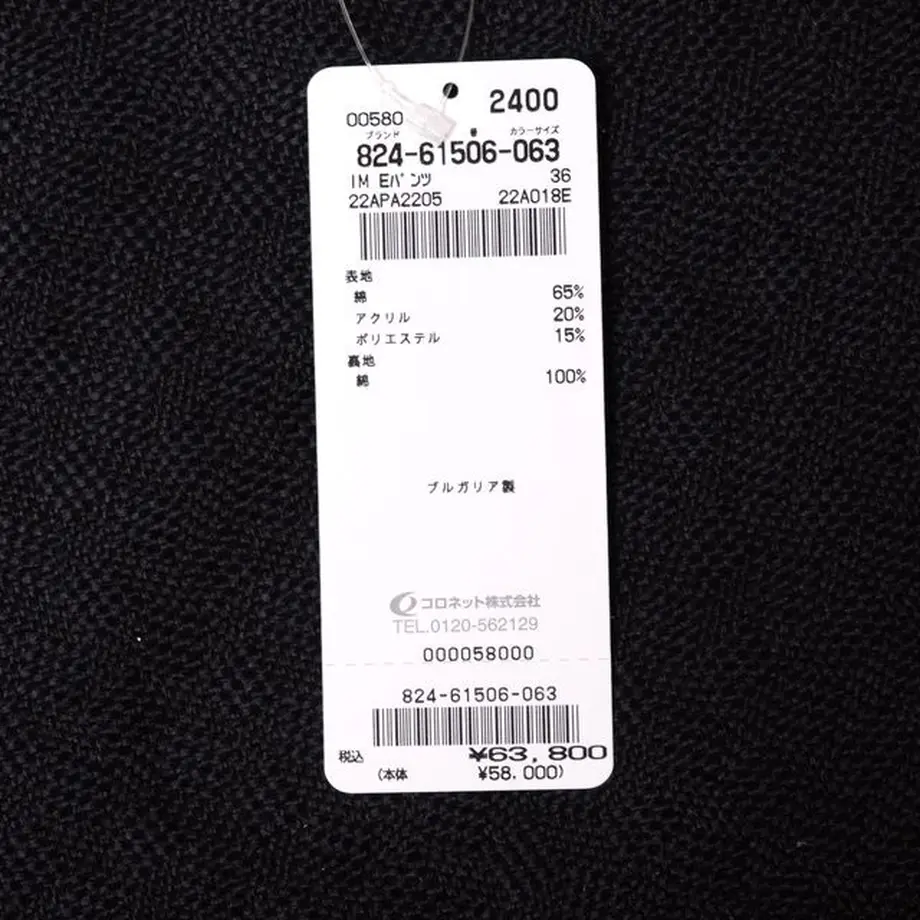 2400
00580
ブランド カラーサイズ
824-61506-063
IM Eパンツ 36
22APA2205 22A018E
表地
綿 65%
アクリル 20%
ポリエステル 15%
裏地
綿 100%
ブルガリア製
コロネット株式会社
TEL.0120-562129
000058000
824-61506-063
税込 ¥63,800
(本体 ¥58.000)